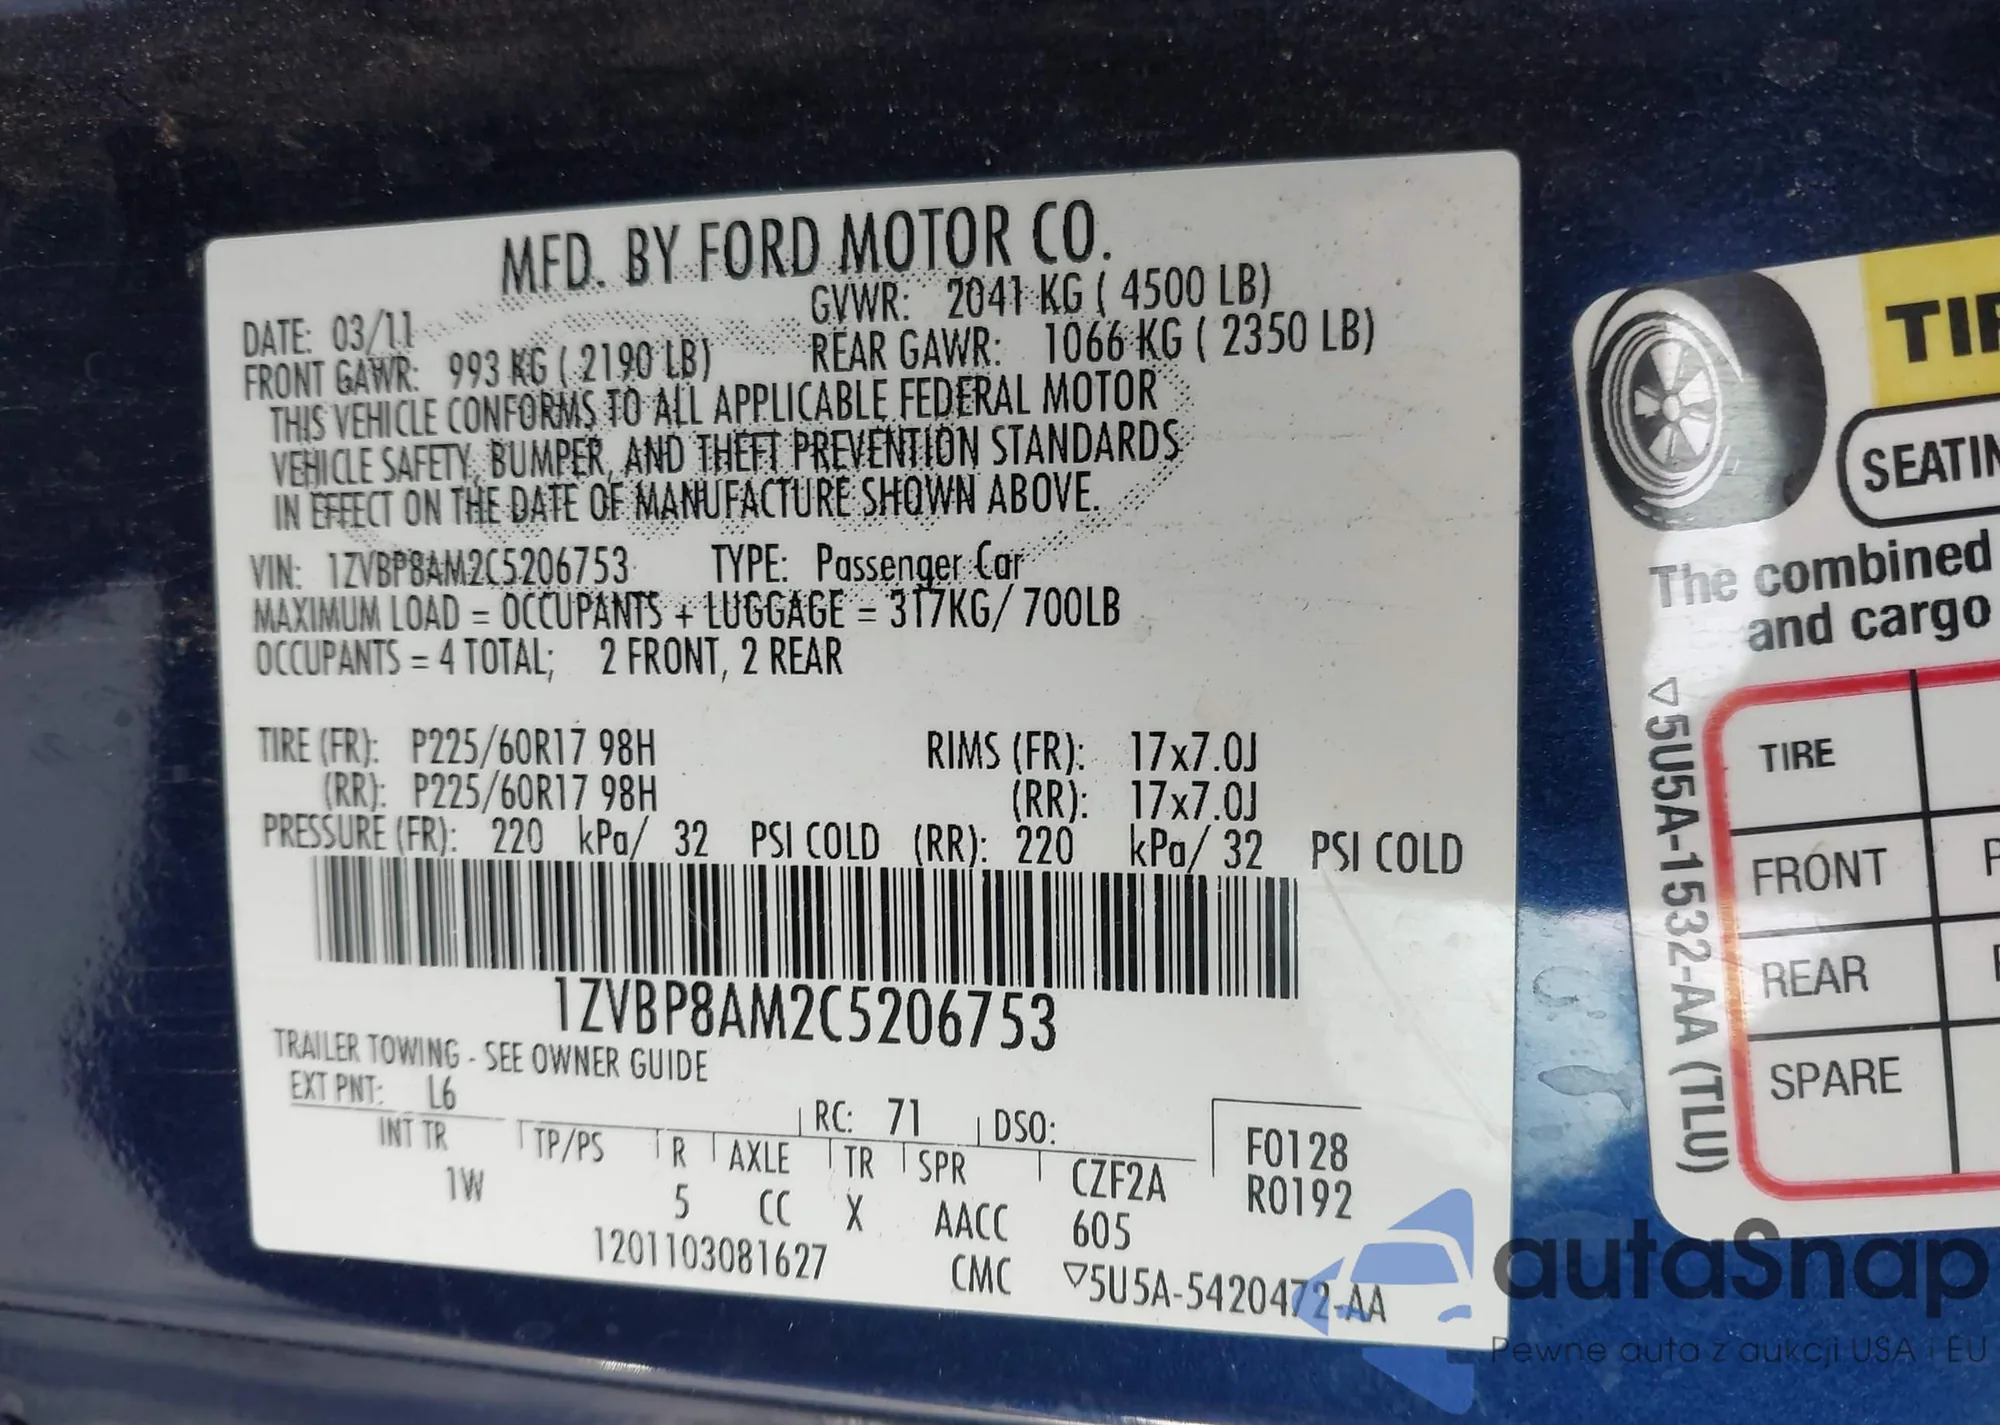 MFD. BY FORD MOTOR CO.
DATE: 03/11 GVWR: 2041 KG ( 4500 LB)
FRONT GAWR: 993 KG ( 2190 LB) REAR GAWR: 1066 KG ( 2350 LB)
THIS VEHICLE CONFORMS TO ALL APPLICABLE FEDERAL MOTOR
VEHICLE SAFETY, BUMPER, AND THEFT PREVENTION STANDARDS
IN EFFECT ON THE DATE OF MANUFACTURE SHOWN ABOVE.
VIN: 1ZVBP8AM2C5206753 TYPE: Passenger Car
MAXIMUM LOAD = OCCUPANTS + LUGGAGE = 317KG/ 700LB
OCCUPANTS = 4 TOTAL; 2 FRONT, 2 REAR
TIRE (FR): P225/60R17 98H RIMS (FR): 17x7.0J
(RR): P225/60R17 98H (RR): 17x7.0J
PRESSURE (FR): 220 kPa/ 32 PSI COLD (RR): 220 kPa/ 32 PSI COLD
1ZVBP8AM2C5206753
TRAILER TOWING - SEE OWNER GUIDE
EXT PNT: L6 RC: 71 DSO:
INT TR TP/PS R AXLE TR SPR CZF2A F0128
1W 5 CC X AACC 605 R0192
1201103081627 CMC ▽5U5A-5420472-AA
SEATIN
The combined
and cargo
▽5U5A-1532-AA (TLU)
TIRE
FRONT
REAR
SPARE
autaSnap
Pewne auta z aukcji USA i EU